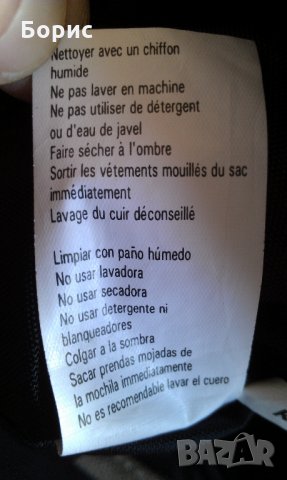 Борис
Nettoyer avec un chiffon
humide
Ne pas laver en machine
Ne pas utiliser de détergent
ou d'eau de javel
Faire sécher à l'ombre
Sortir les vêtements mouillés du sac
immédiatement
Lavage du cuir déconseillé
Limpiar con paño húmedo
No usar lavadora
No usar secadora
No usar detergente ni
blanqueadores
Colgar a la sombra
Sacar prendas mojadas de
la mochila immediatamente
No es recomendable lavar el cuero
BAZAR